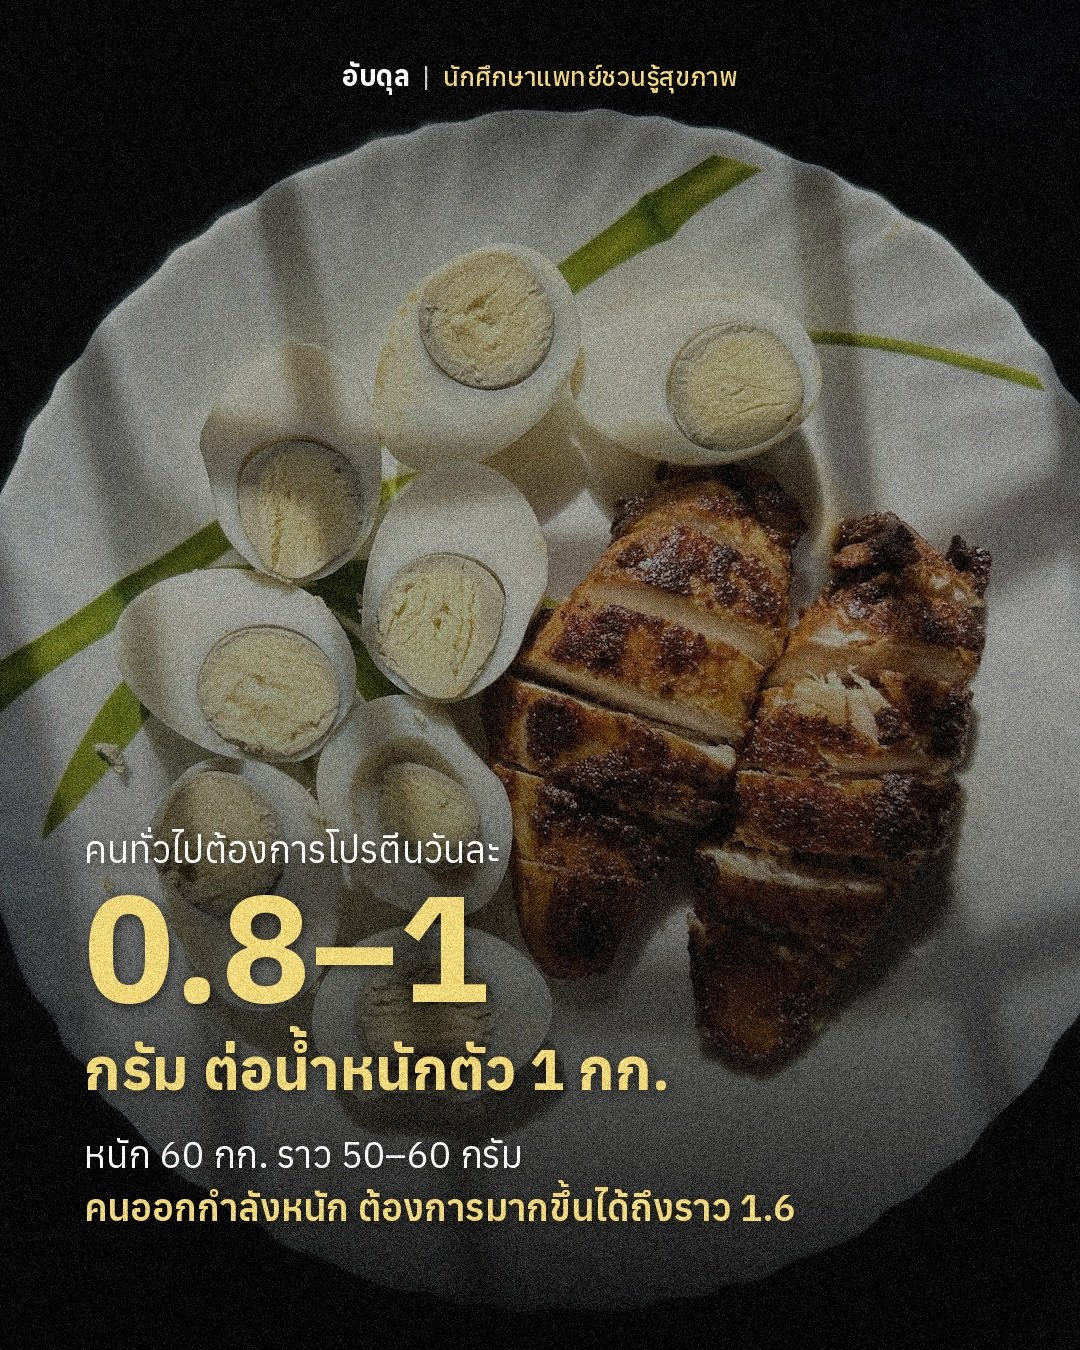 อับดุล | นักศึกษาแพทย์ชวนรู้สุขภาพ
คนทั่วไปต้องการโปรตีนวันละ
0.8–1
กรัม ต่อน้ำหนักตัว 1 กก.
หนัก 60 กก. ราว 50–60 กรัม
คนออกกำลังหนัก ต้องการมากขึ้นได้ถึงราว 1.6